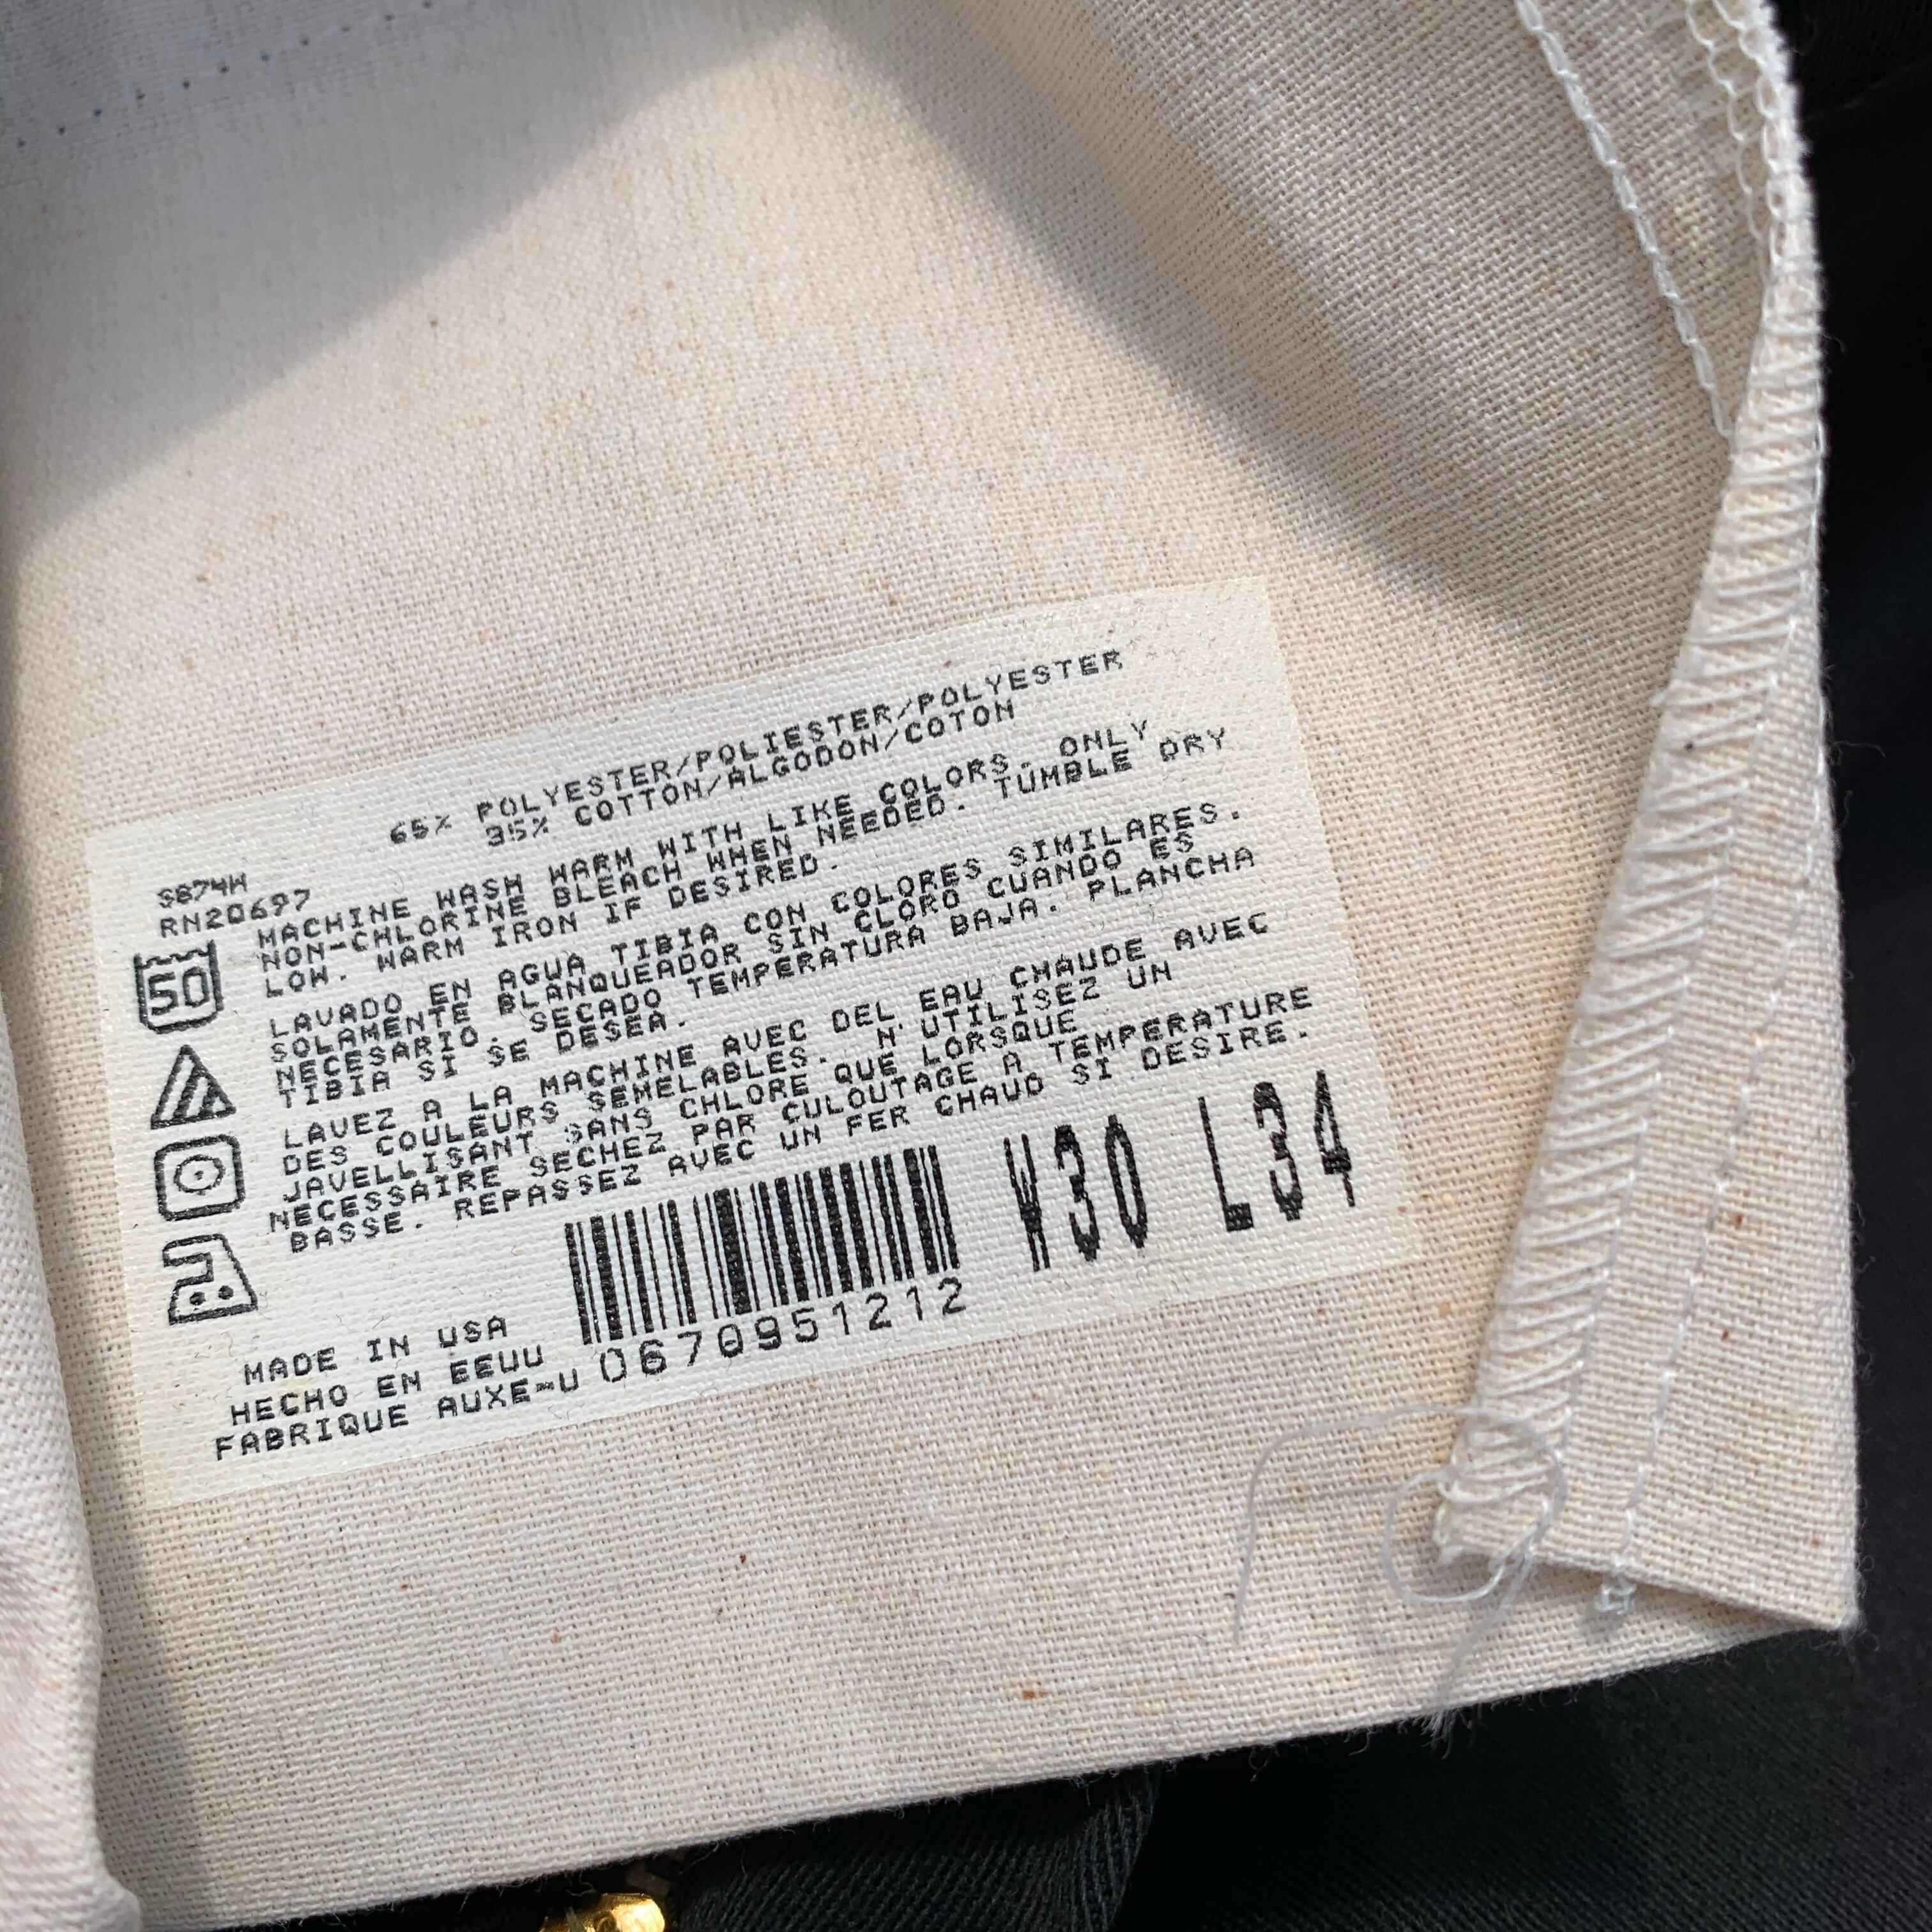 65% POLYESTER/POLIESTER/POLYESTER
35% COTTON/ALGODON/COTON
S874W
RN20697
MACHINE WASH WARM WITH LIKE COLORS. ONLY
NON-CHLORINE BLEACH WHEN NEEDED. TUMBLE DRY
LOW. WARM IRON IF DESIRED.
LAVADO EN AGUA TIBIA CON COLORES SIMILARES.
SOLAMENTE BLANQUEADOR SIN CLORO CUANDO ES
NECESARIO. SECADO TEMPERATURA BAJA. PLANCHA
TIBIA SI SE DESEA.
LAVEZ A LA MACHINE AVEC DEL EAU CHAUDE AVEC
DES COULEURS SEMELABLES. N UTILISEZ UN
JAVELLISANT SANS CHLORE QUE LORSQUE
NECESSAIRE SECHEZ PAR CULOUTAGE A TEMPERATURE
BASSE. REPASSEZ AVEC UN FER CHAUD SI DESIRE.
50
W30 L34
MADE IN USA
HECHO EN EEUU
FABRIQUE AUXE-U
0670951212